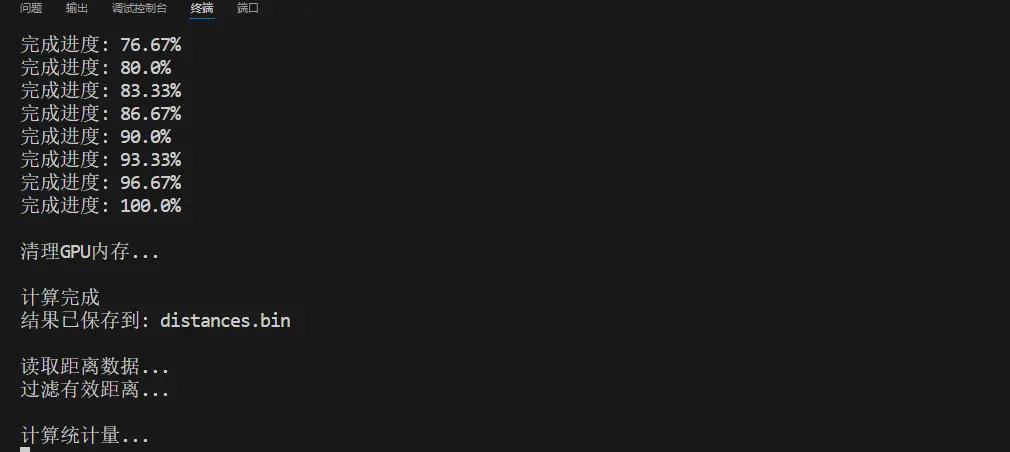 问题 输出 调试控制台 终端 端口
完成进度: 76.67%
完成进度: 80.0%
完成进度: 83.33%
完成进度: 86.67%
完成进度: 90.0%
完成进度: 93.33%
完成进度: 96.67%
完成进度: 100.0%
清理GPU内存...
计算完成
结果已保存到: distances.bin
读取距离数据...
过滤有效距离...
计算统计量...